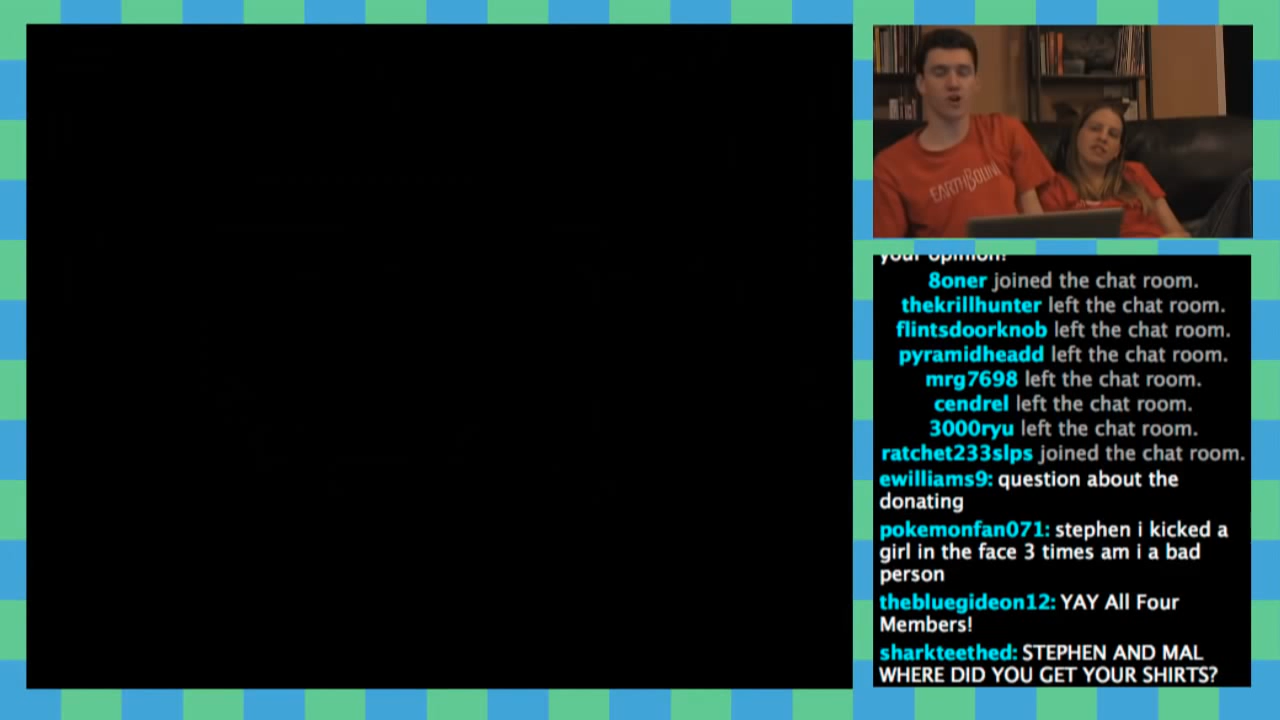 EARTHBOUND
your opinion!
8oner joined the chat room.
thekrillhunter left the chat room.
flintsdoorknob left the chat room.
pyramidheadd left the chat room.
mrg7698 left the chat room.
cendrel left the chat room.
3000ryu left the chat room.
ratchet233slps joined the chat room.
ewilliams9: question about the
donating
pokemonfan071: stephen i kicked a
girl in the face 3 times am i a bad
person
thebluegideon12: YAY All Four
Members!
sharkteethed: STEPHEN AND MAL
WHERE DID YOU GET YOUR SHIRTS?